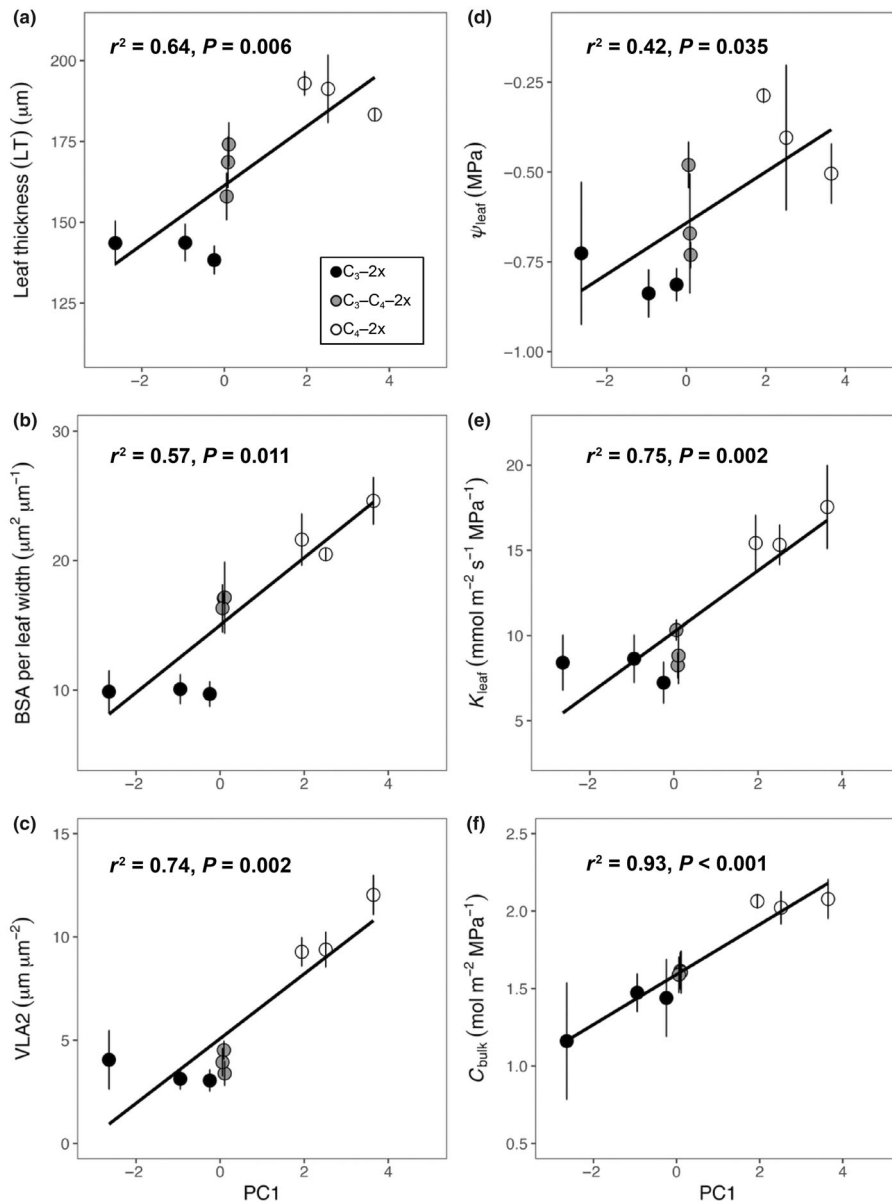 (a)
r² = 0.64, P = 0.006
Leaf thickness (LT) (μm)
200
175
150
125
−2 0 2 4
C₃–2x
C₃–C₄–2x
C₄–2x
(d)
r² = 0.42, P = 0.035
ψleaf (MPa)
−0.25
−0.50
−0.75
−1.00
−2 0 2 4
(b)
r² = 0.57, P = 0.011
BSA per leaf width (μm² μm⁻¹)
30
20
10
−2 0 2 4
(e)
r² = 0.75, P = 0.002
Kleaf (mmol m⁻² s⁻¹ MPa⁻¹)
20
15
10
5
−2 0 2 4
(c)
r² = 0.74, P = 0.002
VLA2 (μm μm⁻²)
15
10
5
0
−2 0 2 4
PC1
(f)
r² = 0.93, P < 0.001
Cbulk (mol m⁻² MPa⁻¹)
2.5
2.0
1.5
1.0
0.5
−2 0 2 4
PC1